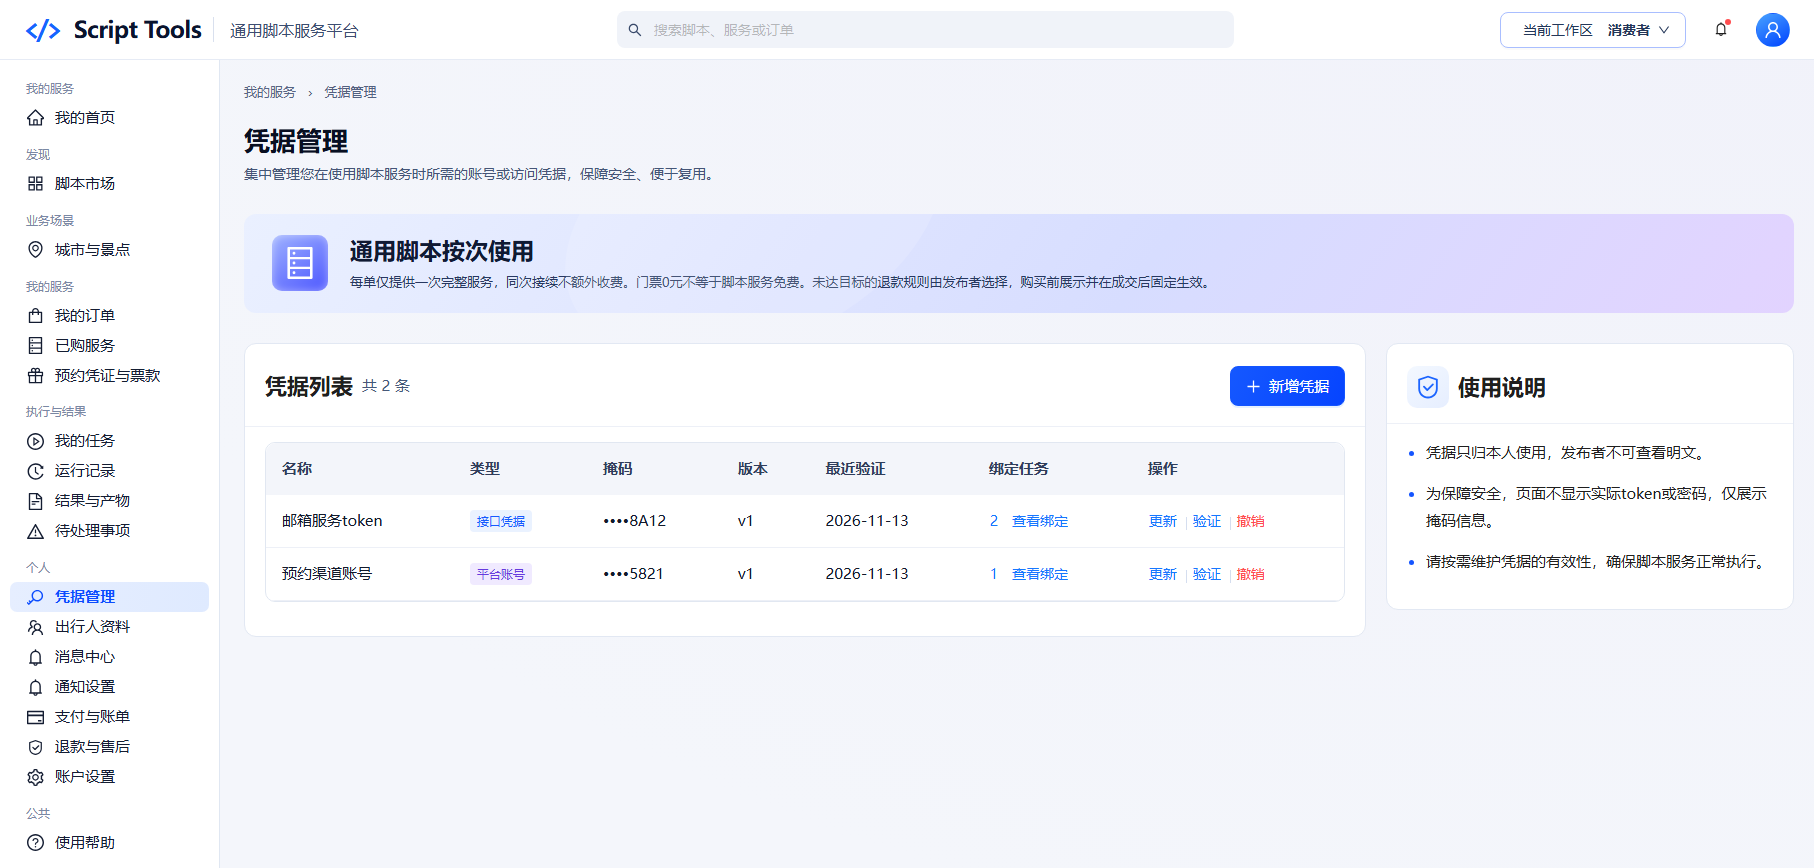 Script Tools 通用脚本服务平台 搜索脚本、服务或订单 当前工作区 消费者
我的服务
我的首页
发现
脚本市场
业务场景
城市与景点
我的服务
我的订单
已购服务
预约凭证与票款
执行与结果
我的任务
运行记录
结果与产物
待处理事项
个人
凭据管理
出行人资料
消息中心
通知设置
支付与账单
退款与售后
账户设置
公共
使用帮助
我的服务 › 凭据管理
凭据管理
集中管理您在使用脚本服务时所需的账号或访问凭据，保障安全、便于复用。
通用脚本按次使用
每单仅提供一次完整服务，同次接续不额外收费。门票0元不等于脚本服务免费。未达目标的退款规则由发布者选择，购买前展示并在成交后固定生效。
凭据列表 共 2 条 新增凭据
名称 类型 掩码 版本 最近验证 绑定任务 操作
邮箱服务token 接口凭据 ••••8A12 v1 2026-11-13 2 查看绑定 更新 验证 撤销
预约渠道账号 平台账号 ••••5821 v1 2026-11-13 1 查看绑定 更新 验证 撤销
使用说明
• 凭据只归本人使用，发布者不可查看明文。
• 为保障安全，页面不显示实际token或密码，仅展示
掩码信息。
• 请按需维护凭据的有效性，确保脚本服务正常执行。